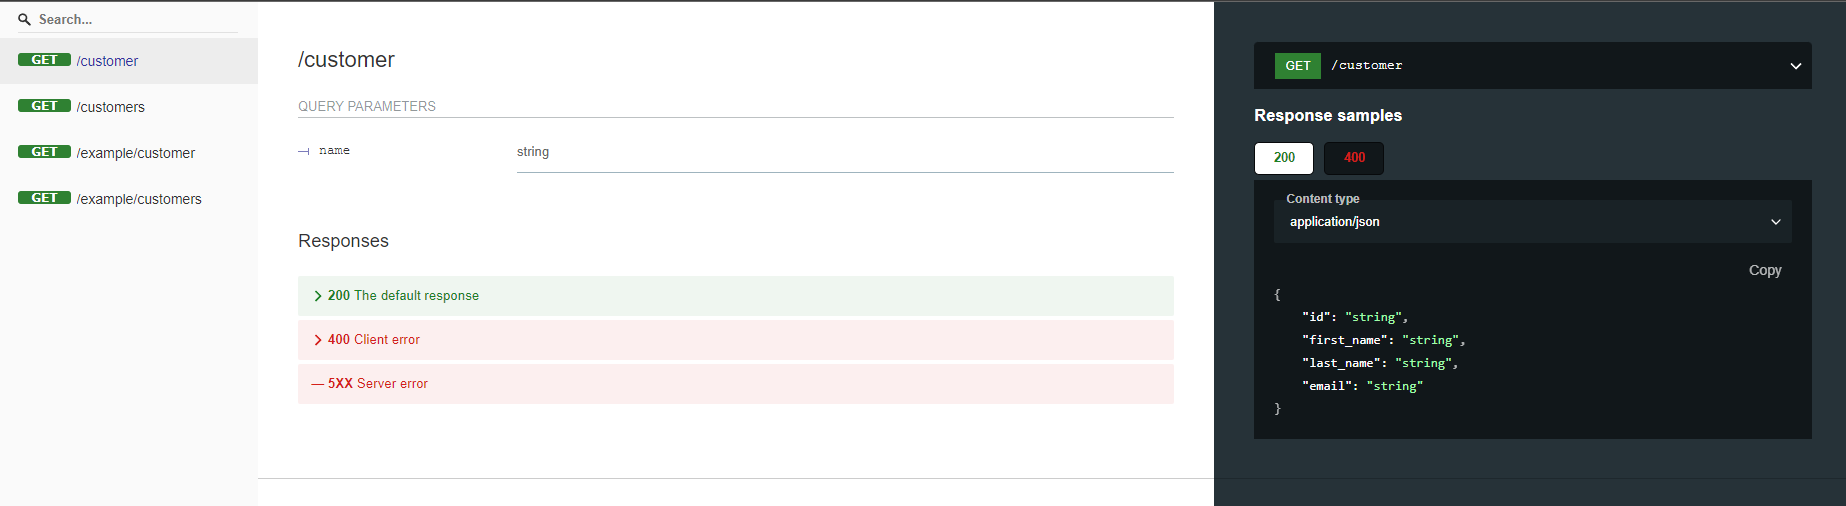 Search...
GET /customer
GET /customers
GET /example/customer
GET /example/customers
/customer
QUERY PARAMETERS
name string
Responses
200 The default response
400 Client error
5XX Server error
GET /customer
Response samples
200 400
Content type
application/json
Copy
{
"id": "string",
"first_name": "string",
"last_name": "string",
"email": "string"
}